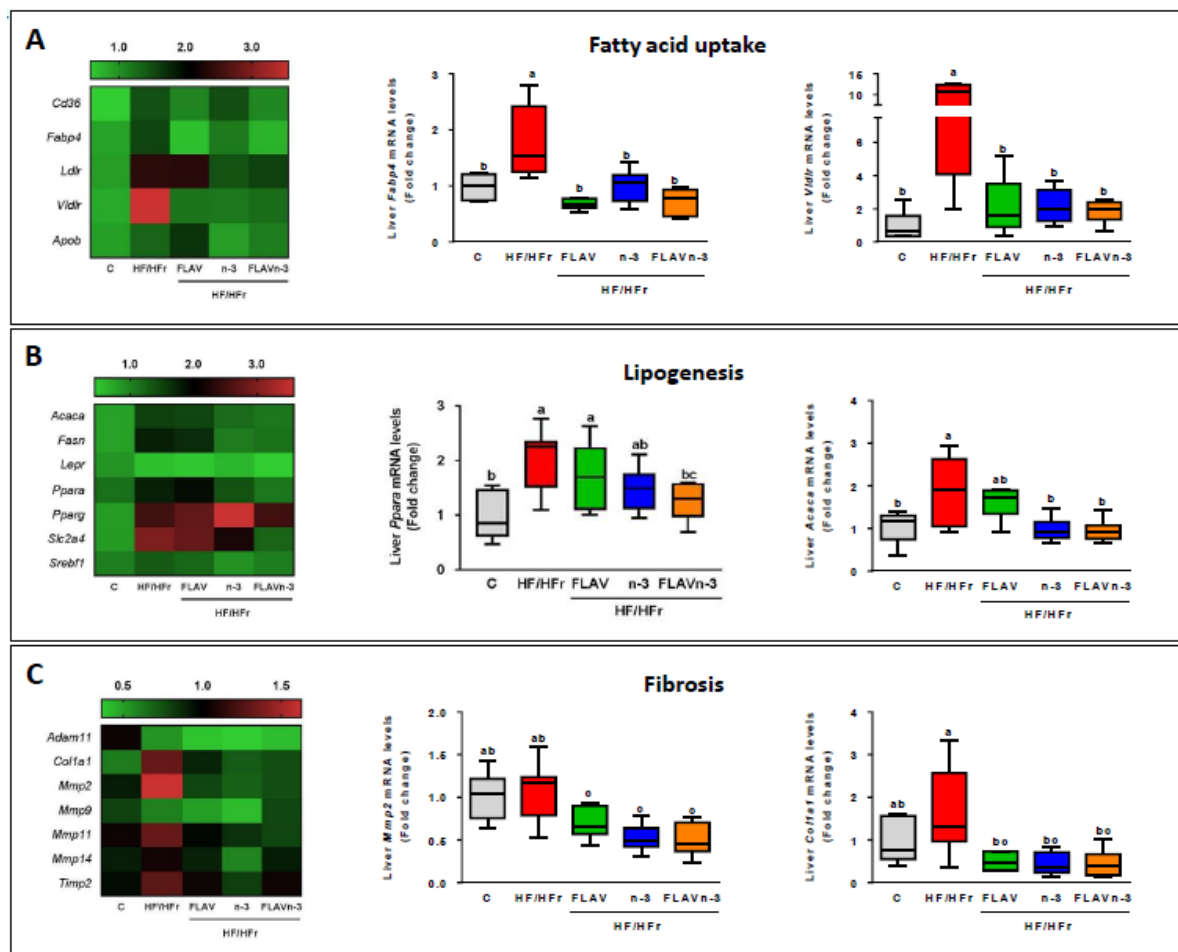 A
Fatty acid uptake
1.0 2.0 3.0
Cd36
Fabp4
Ldlr
Vldlr
Apob
C HF/HFr FLAV n-3 FLAVn-3
HF/HFr
Liver Fabp4 mRNA levels
(Fold change)
3
2
1
0
a
b b b b
C HF/HFr FLAV n-3 FLAVn-3
HF/HFr
Liver Vldlr mRNA levels
(Fold change)
16
10
8
6
4
2
0
a
b b b b
C HF/HFr FLAV n-3 FLAVn-3
HF/HFr
B
Lipogenesis
1.0 2.0 3.0
Acaca
Fasn
Lepr
Ppara
Pparg
Slc2a4
Srebf1
C HF/HFr FLAV n-3 FLAVn-3
HF/HFr
Liver Ppara mRNA levels
(Fold change)
3
2
1
0
b a a ab bc
C HF/HFr FLAV n-3 FLAVn-3
HF/HFr
Liver Acaca mRNA levels
(Fold change)
4
3
2
1
0
b a ab b b
C HF/HFr FLAV n-3 FLAVn-3
HF/HFr
C
Fibrosis
0.5 1.0 1.5
Adam11
Col1a1
Mmp2
Mmp9
Mmp11
Mmp14
Timp2
C HF/HFr FLAV n-3 FLAVn-3
HF/HFr
Liver Mmp2 mRNA levels
(Fold change)
2.0
1.5
1.0
0.5
0.0
ab ab o o o
C HF/HFr FLAV n-3 FLAVn-3
HF/HFr
Liver Col1a1 mRNA levels
(Fold change)
4
3
2
1
0
ab a bo bo bo
C HF/HFr FLAV n-3 FLAVn-3
HF/HFr